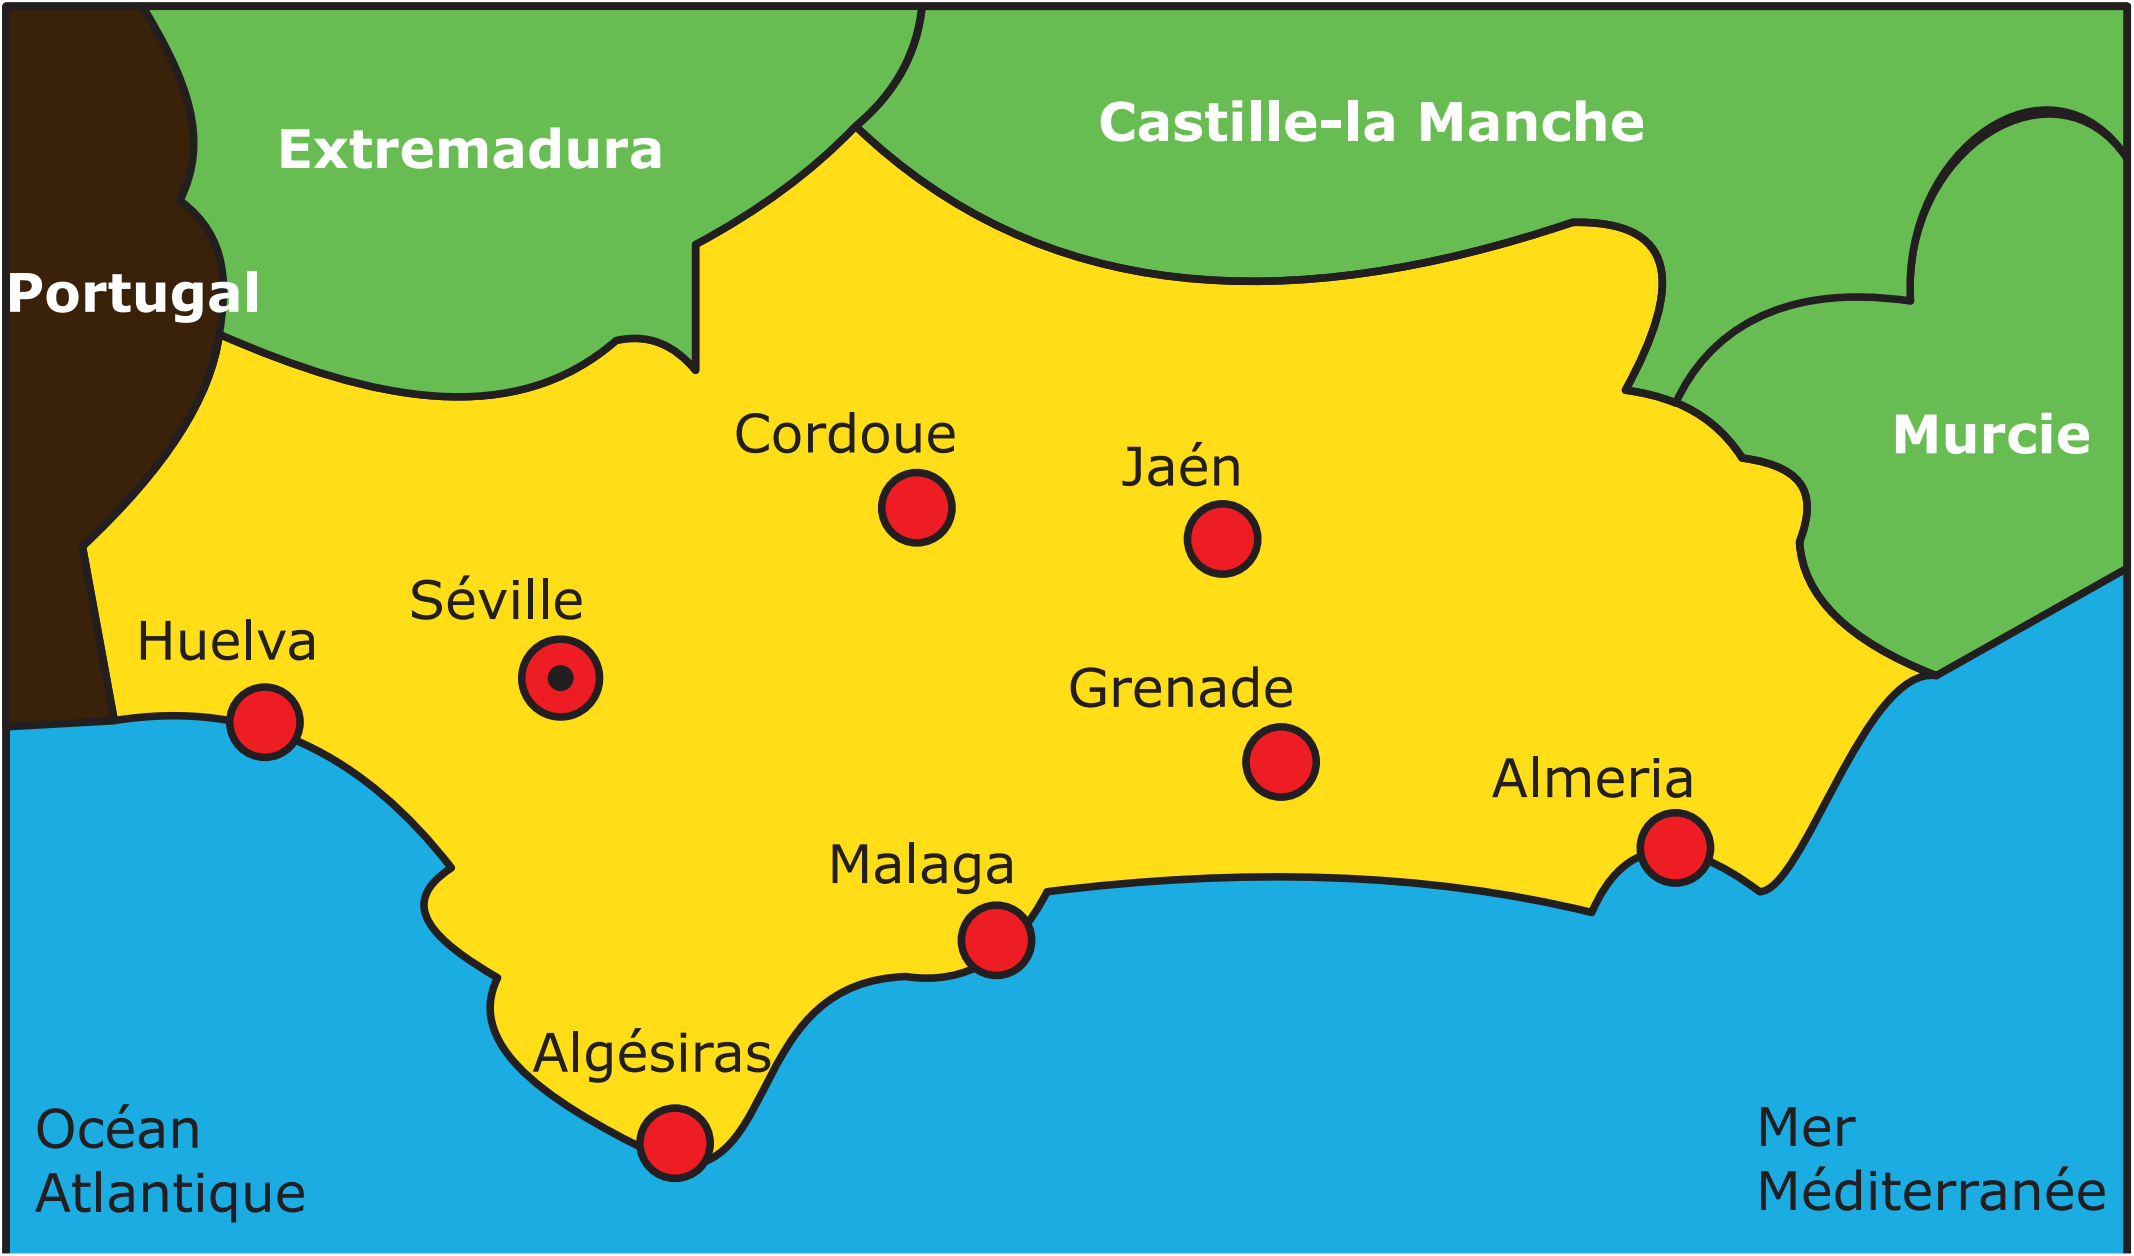 Castille-la Manche
Extremadura
Portugal
Murcie
Cordoue
Jaén
Séville
Huelva
Grenade
Almeria
Malaga
Algésiras
Océan
Atlantique
Mer
Méditerranée